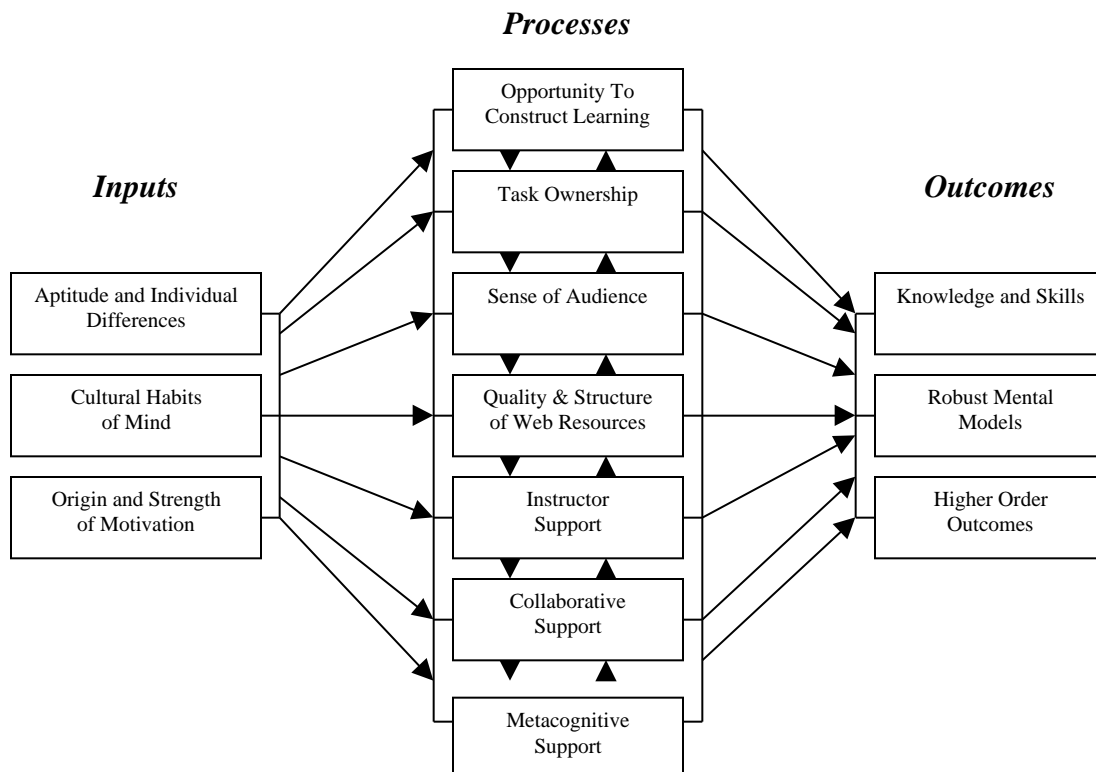 Processes
Inputs
Outcomes
Aptitude and Individual
Differences
Cultural Habits
of Mind
Origin and Strength
of Motivation
Opportunity To
Construct Learning
Task Ownership
Sense of Audience
Quality & Structure
of Web Resources
Instructor
Support
Collaborative
Support
Metacognitive
Support
Knowledge and Skills
Robust Mental
Models
Higher Order
Outcomes